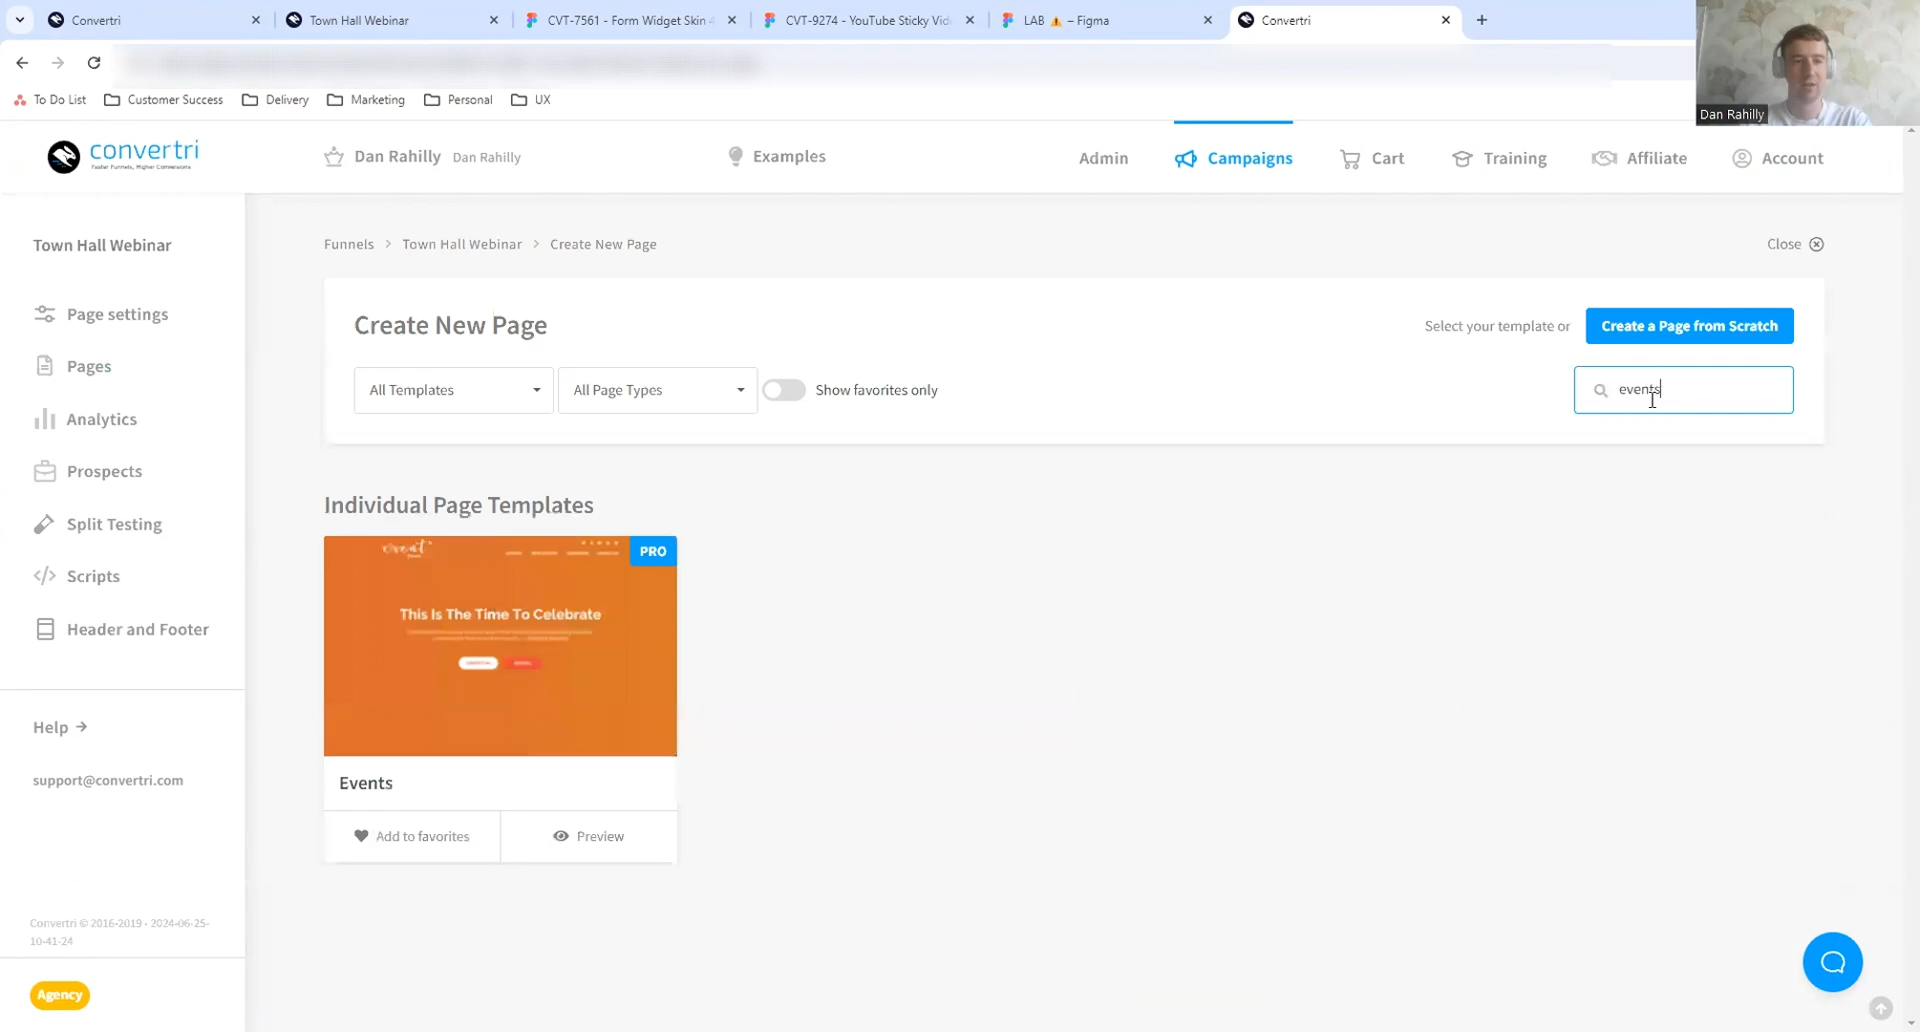 Convertri
Town Hall Webinar
CVT-7561 - Form Widget Skin
CVT-9274 - YouTube Sticky Vid
LAB ⚠ – Figma
Convertri
To Do List
Customer Success
Delivery
Marketing
Personal
UX
Dan Rahilly
convertri
Faster Funnels, Higher Conversions
Dan Rahilly Dan Rahilly
Examples
Admin
Campaigns
Cart
Training
Affiliate
Account
Town Hall Webinar
Page settings
Pages
Analytics
Prospects
Split Testing
Scripts
Header and Footer
Help →
support@convertri.com
Convertri © 2016-2019 - 2024-06-25-
10-41-24
Agency
Funnels > Town Hall Webinar > Create New Page
Close
Create New Page
Select your template or
Create a Page from Scratch
All Templates
All Page Types
Show favorites only
events
Individual Page Templates
PRO
event
This Is The Time To Celebrate
Events
Add to favorites
Preview